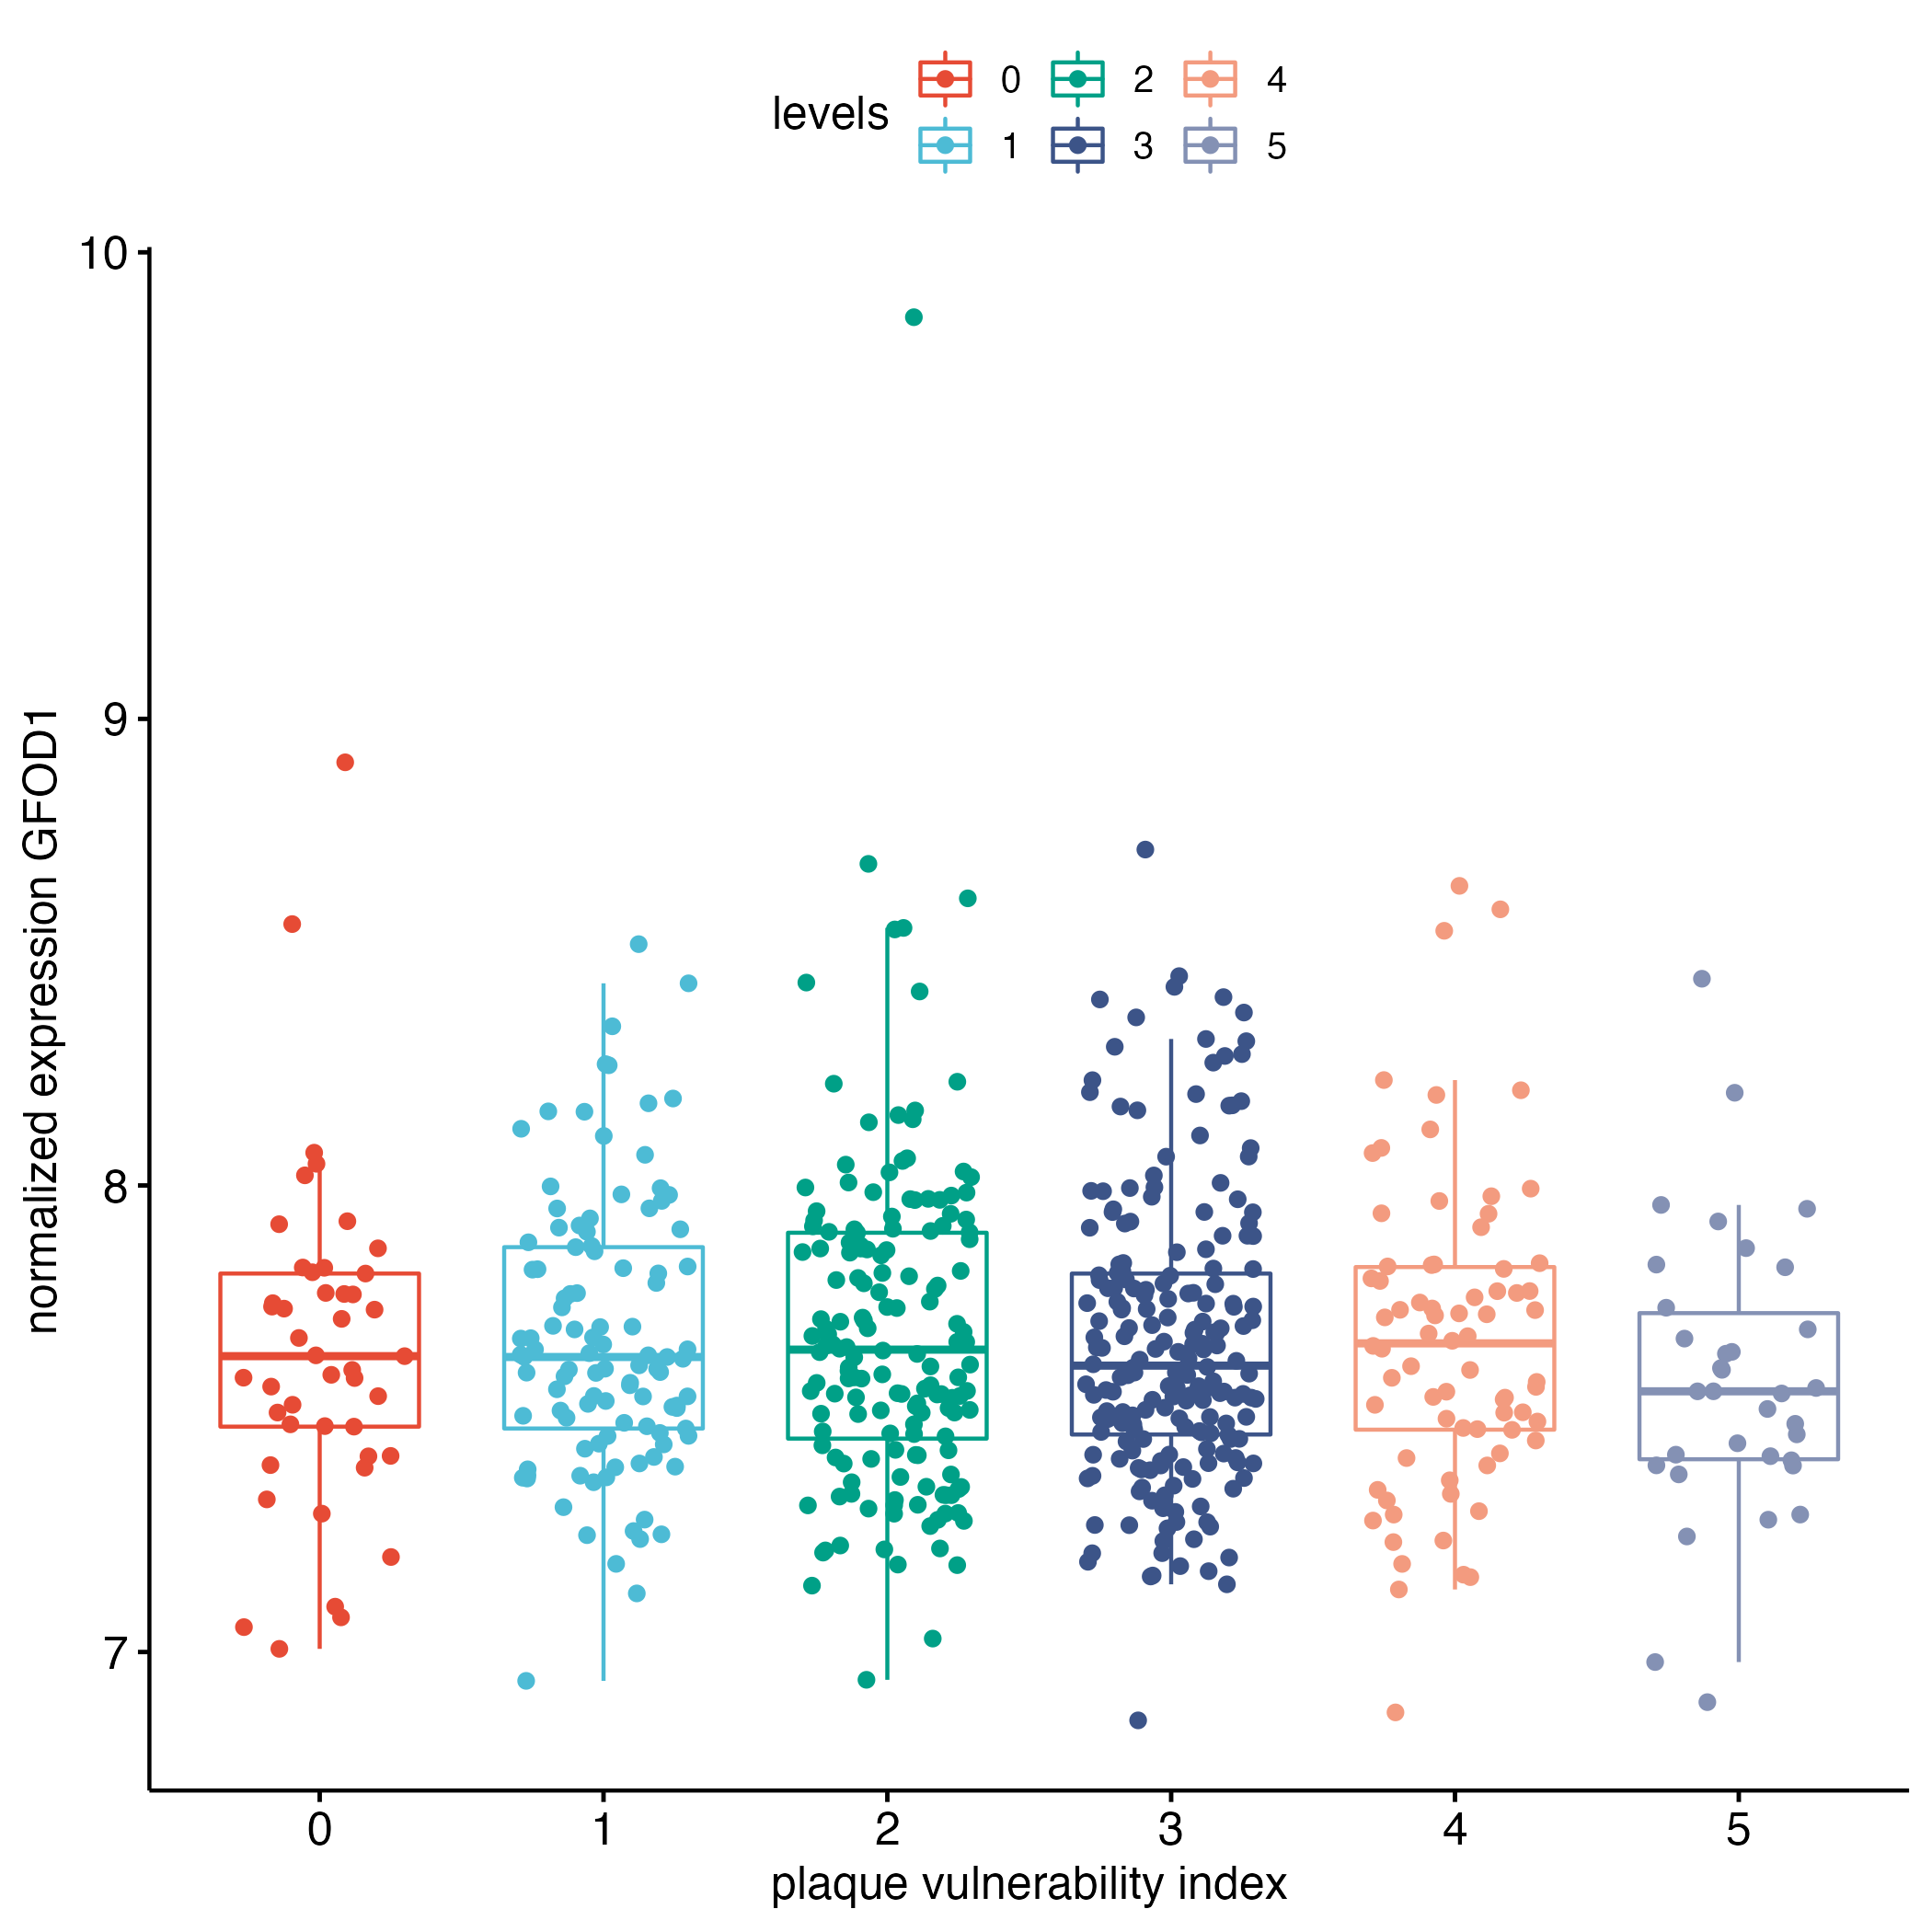 levels
0 2 4
1 3 5
normalized expression GFOD1
10
9
8
7
0 1 2 3 4 5
plaque vulnerability index